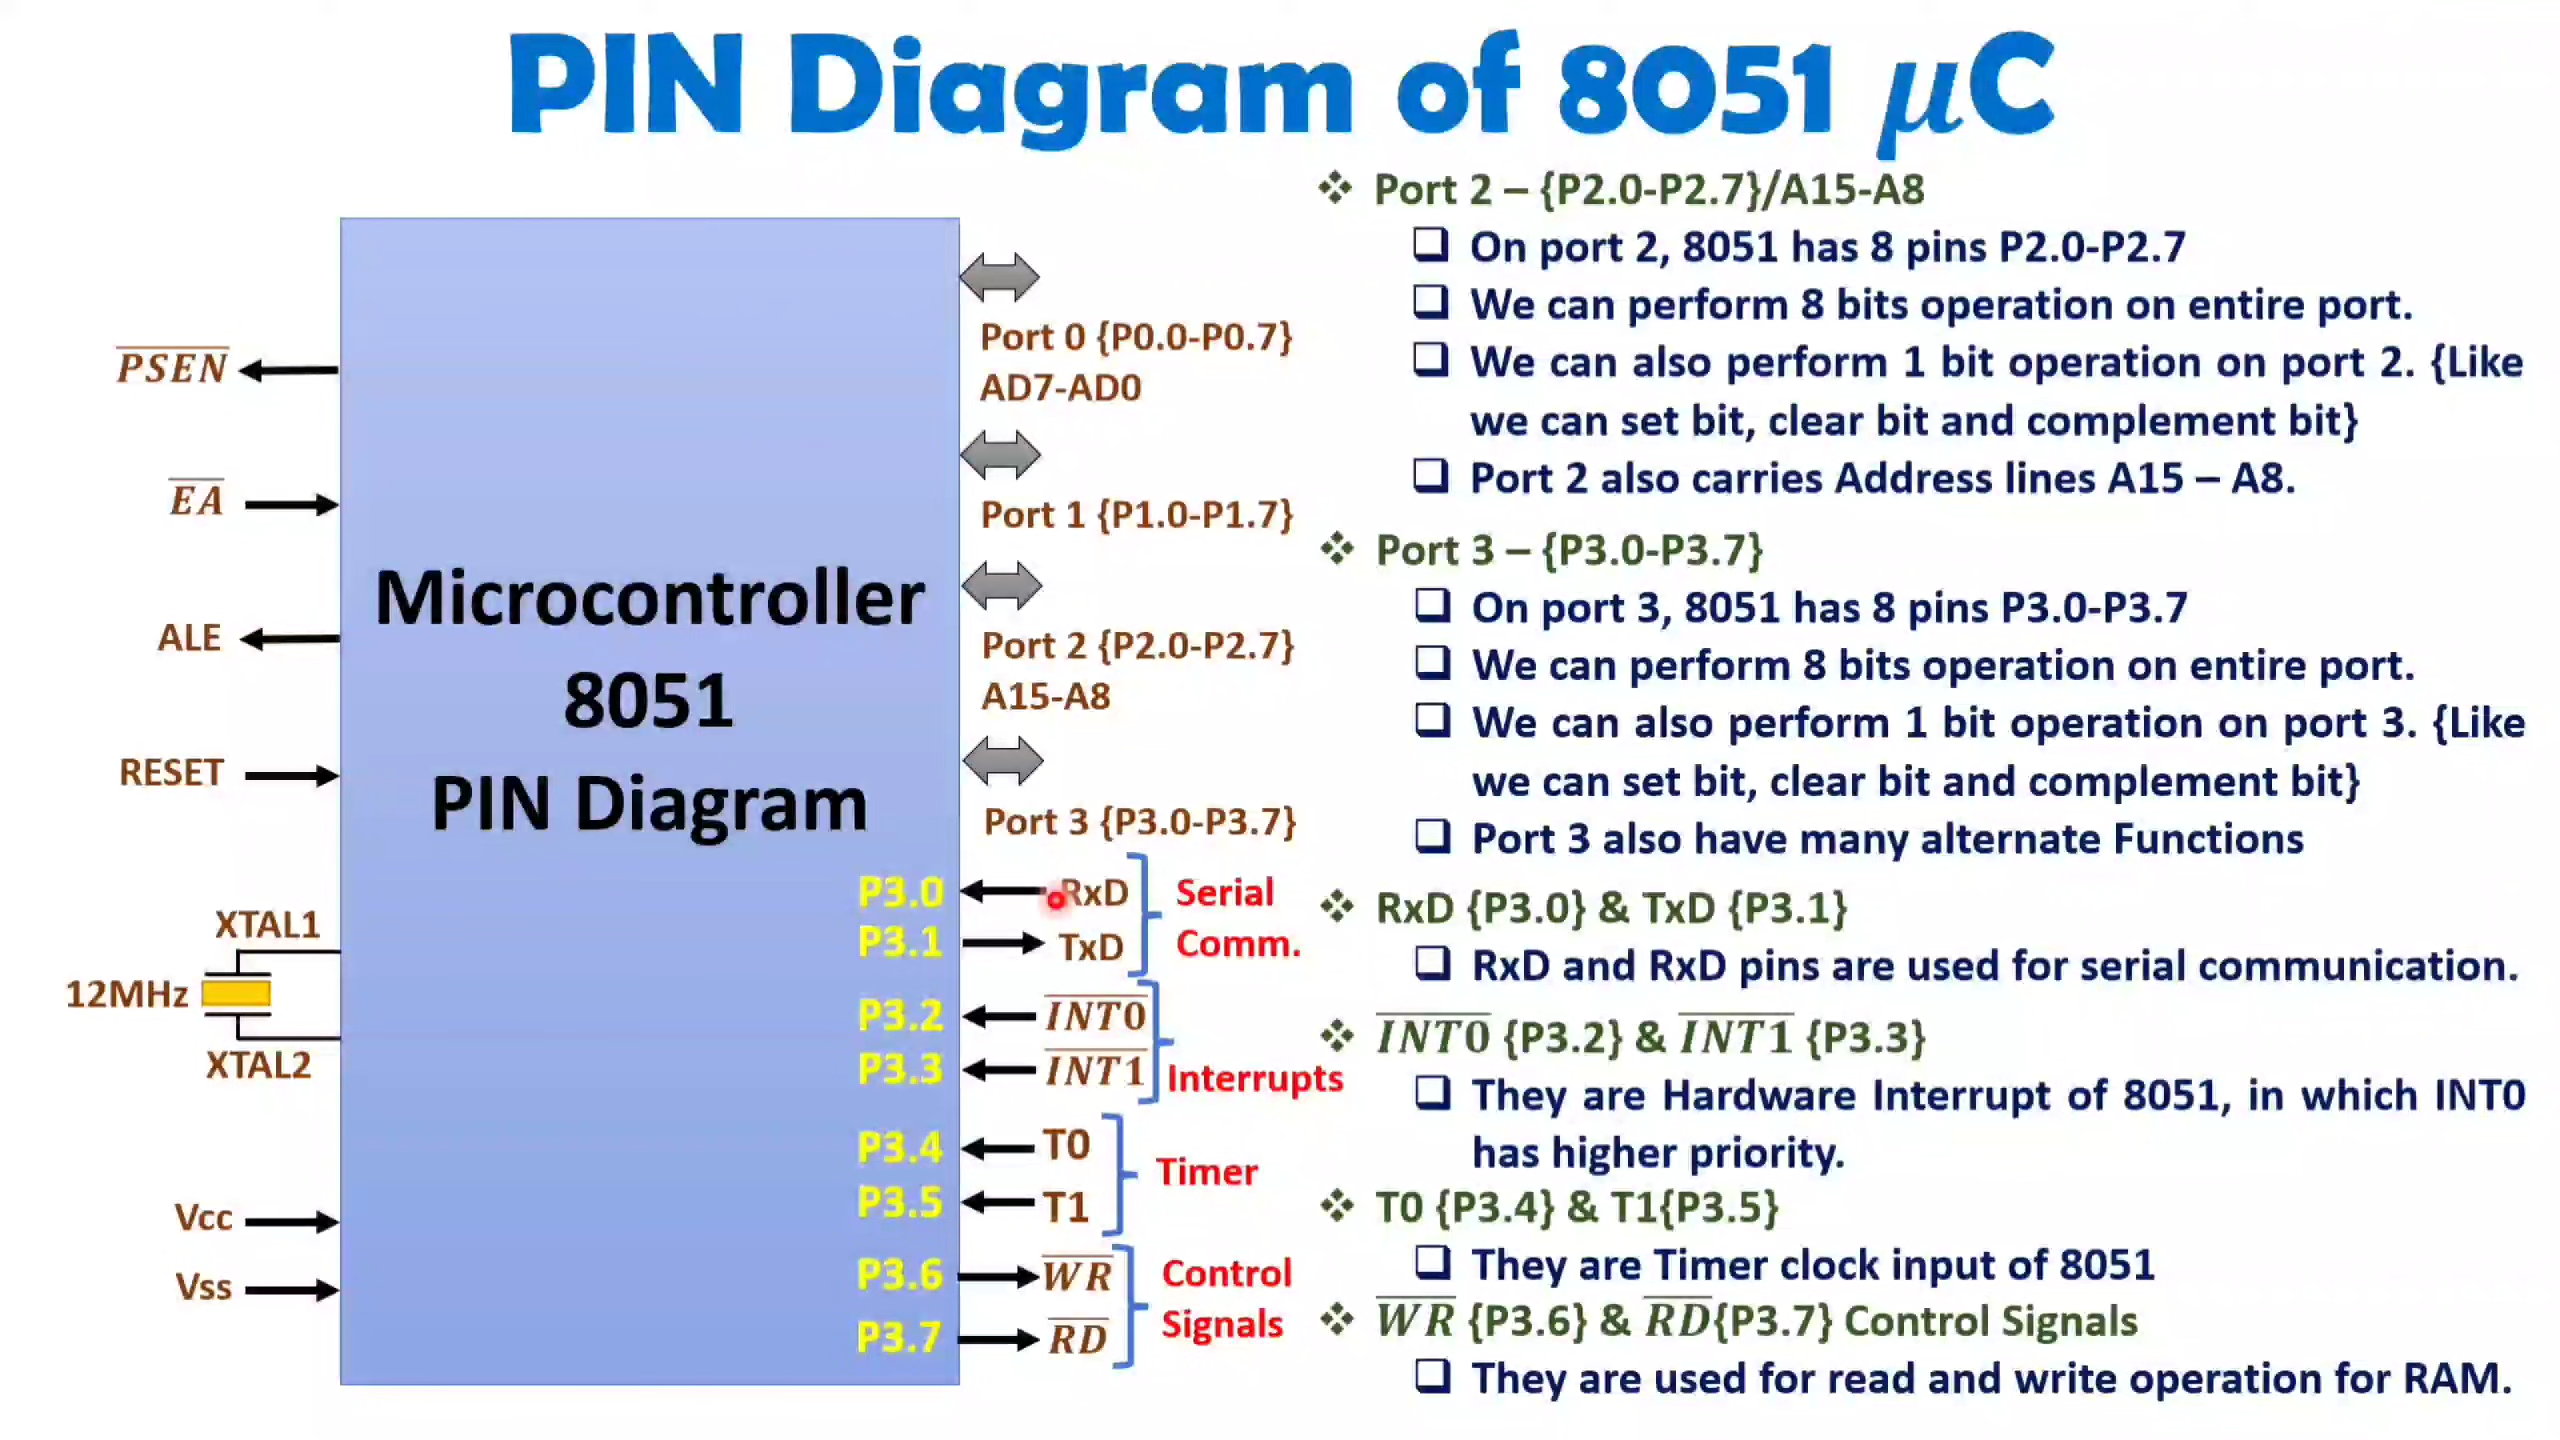 PIN Diagram of 8051 µC
PSEN
EA
ALE
RESET
XTAL1
12MHz
XTAL2
Vcc
Vss
Microcontroller
8051
PIN Diagram
Port 0 {P0.0-P0.7}
AD7-AD0
Port 1 {P1.0-P1.7}
Port 2 {P2.0-P2.7}
A15-A8
Port 3 {P3.0-P3.7}
P3.0 RxD
P3.1 TxD
Serial
Comm.
P3.2 INT0
P3.3 INT1
Interrupts
P3.4 T0
P3.5 T1
Timer
P3.6 WR
P3.7 RD
Control
Signals
❖ Port 2 – {P2.0-P2.7}/A15-A8
❑ On port 2, 8051 has 8 pins P2.0-P2.7
❑ We can perform 8 bits operation on entire port.
❑ We can also perform 1 bit operation on port 2. {Like
we can set bit, clear bit and complement bit}
❑ Port 2 also carries Address lines A15 – A8.
❖ Port 3 – {P3.0-P3.7}
❑ On port 3, 8051 has 8 pins P3.0-P3.7
❑ We can perform 8 bits operation on entire port.
❑ We can also perform 1 bit operation on port 3. {Like
we can set bit, clear bit and complement bit}
❑ Port 3 also have many alternate Functions
❖ RxD {P3.0} & TxD {P3.1}
❑ RxD and RxD pins are used for serial communication.
❖ INT0 {P3.2} & INT1 {P3.3}
❑ They are Hardware Interrupt of 8051, in which INT0
has higher priority.
❖ T0 {P3.4} & T1{P3.5}
❑ They are Timer clock input of 8051
❖ WR {P3.6} & RD{P3.7} Control Signals
❑ They are used for read and write operation for RAM.